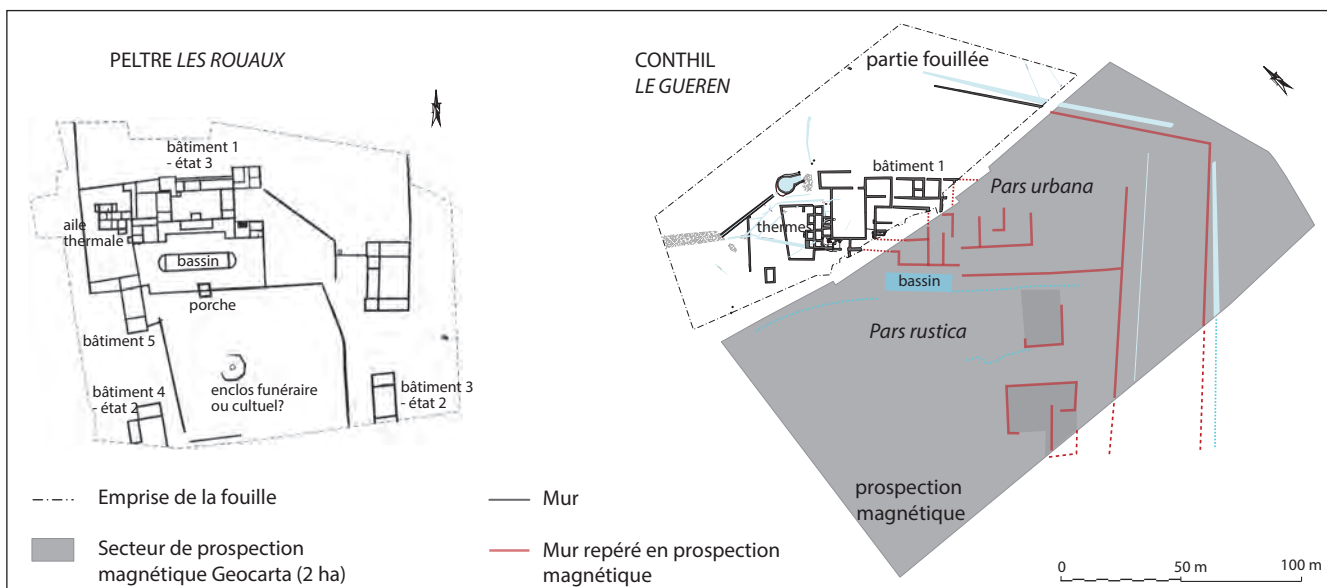 PELTRE LES ROUAUX
bâtiment 1
- état 3
aile
thermale
bassin
porche
bâtiment 5
bâtiment 4
- état 2
enclos funéraire
ou cultuel?
bâtiment 3
- état 2
CONTHIL
LE GUEREN
partie fouillée
bâtiment 1
Pars urbana
thermes
bassin
Pars rustica
prospection
magnétique
Emprise de la fouille
Secteur de prospection
magnétique Geocarta (2 ha)
Mur
Mur repéré en prospection
magnétique
0 50 m 100 m